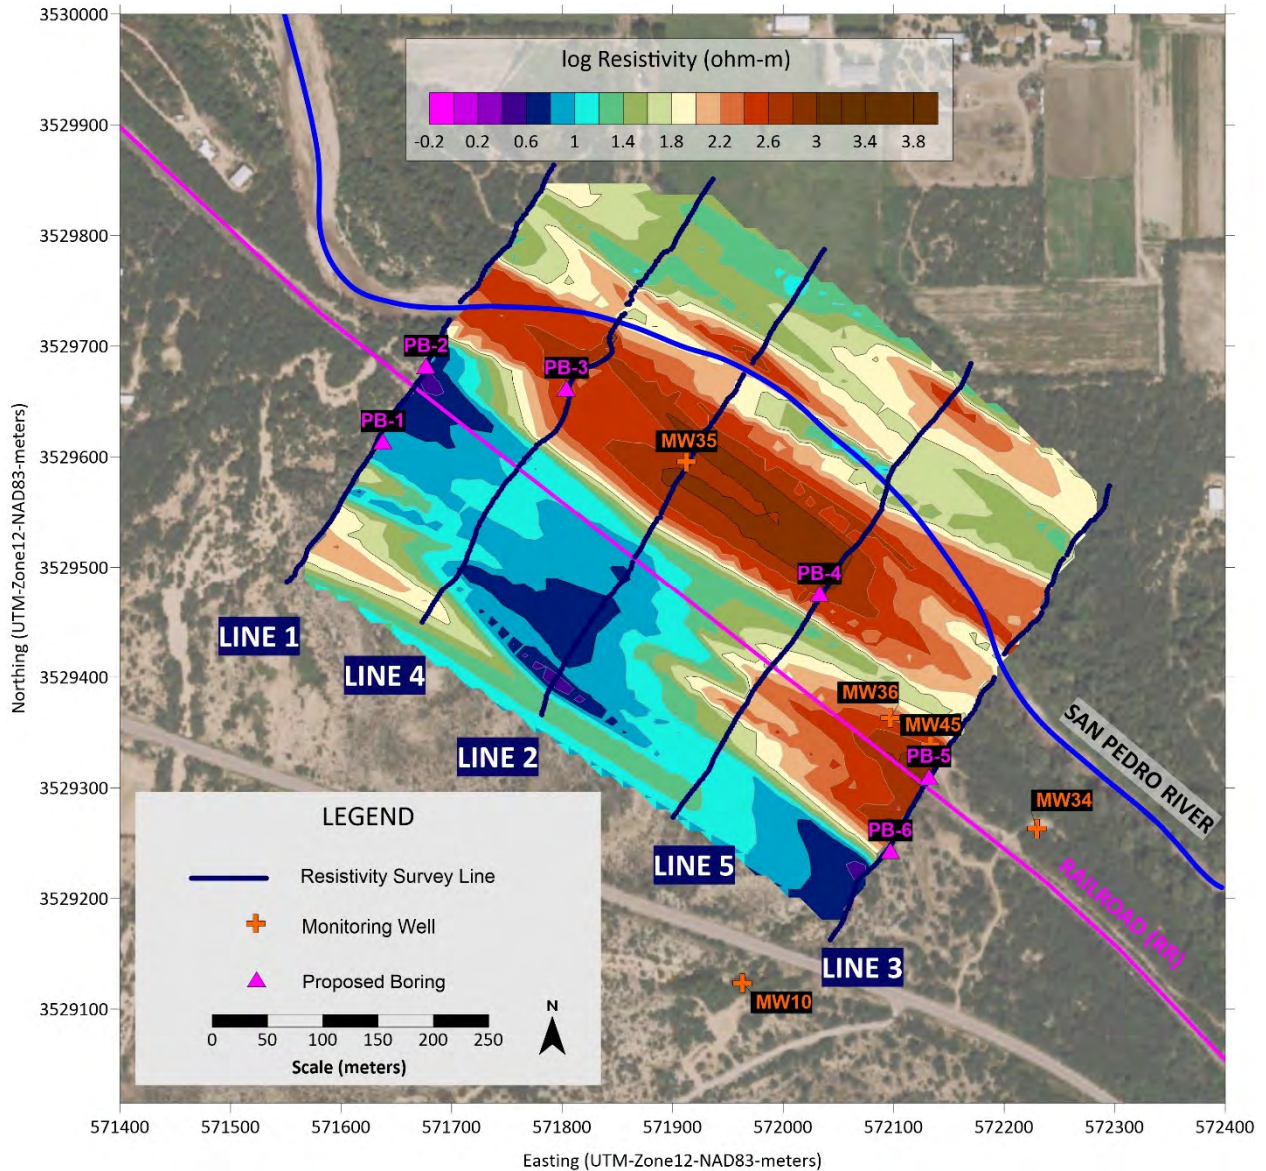 3530000
3529900
3529800
3529700
3529600
3529500
3529400
3529300
3529200
3529100
Northing (UTM-Zone12-NAD83-meters)
log Resistivity (ohm-m)
-0.2 0.2 0.6 1 1.4 1.8 2.2 2.6 3 3.4 3.8
PB-2
PB-3
PB-1
MW35
PB-4
LINE 1
LINE 4
MW36
MW45
PB-5
SAN PEDRO RIVER
LINE 2
MW34
PB-6
LINE 5
RAILROAD (RR)
LINE 3
MW10
LEGEND
Resistivity Survey Line
Monitoring Well
Proposed Boring
N
0 50 100 150 200 250
Scale (meters)
571400 571500 571600 571700 571800 571900 572000 572100 572200 572300 572400
Easting (UTM-Zone12-NAD83-meters)